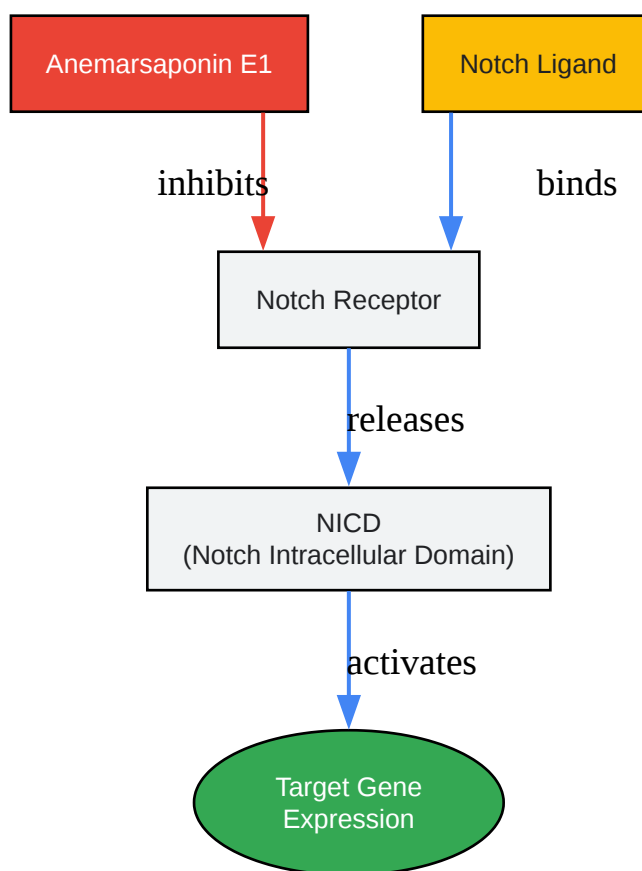 Anemarsaponin E1
Notch Ligand
inhibits
binds
Notch Receptor
releases
NICD
(Notch Intracellular Domain)
activates
Target Gene
Expression